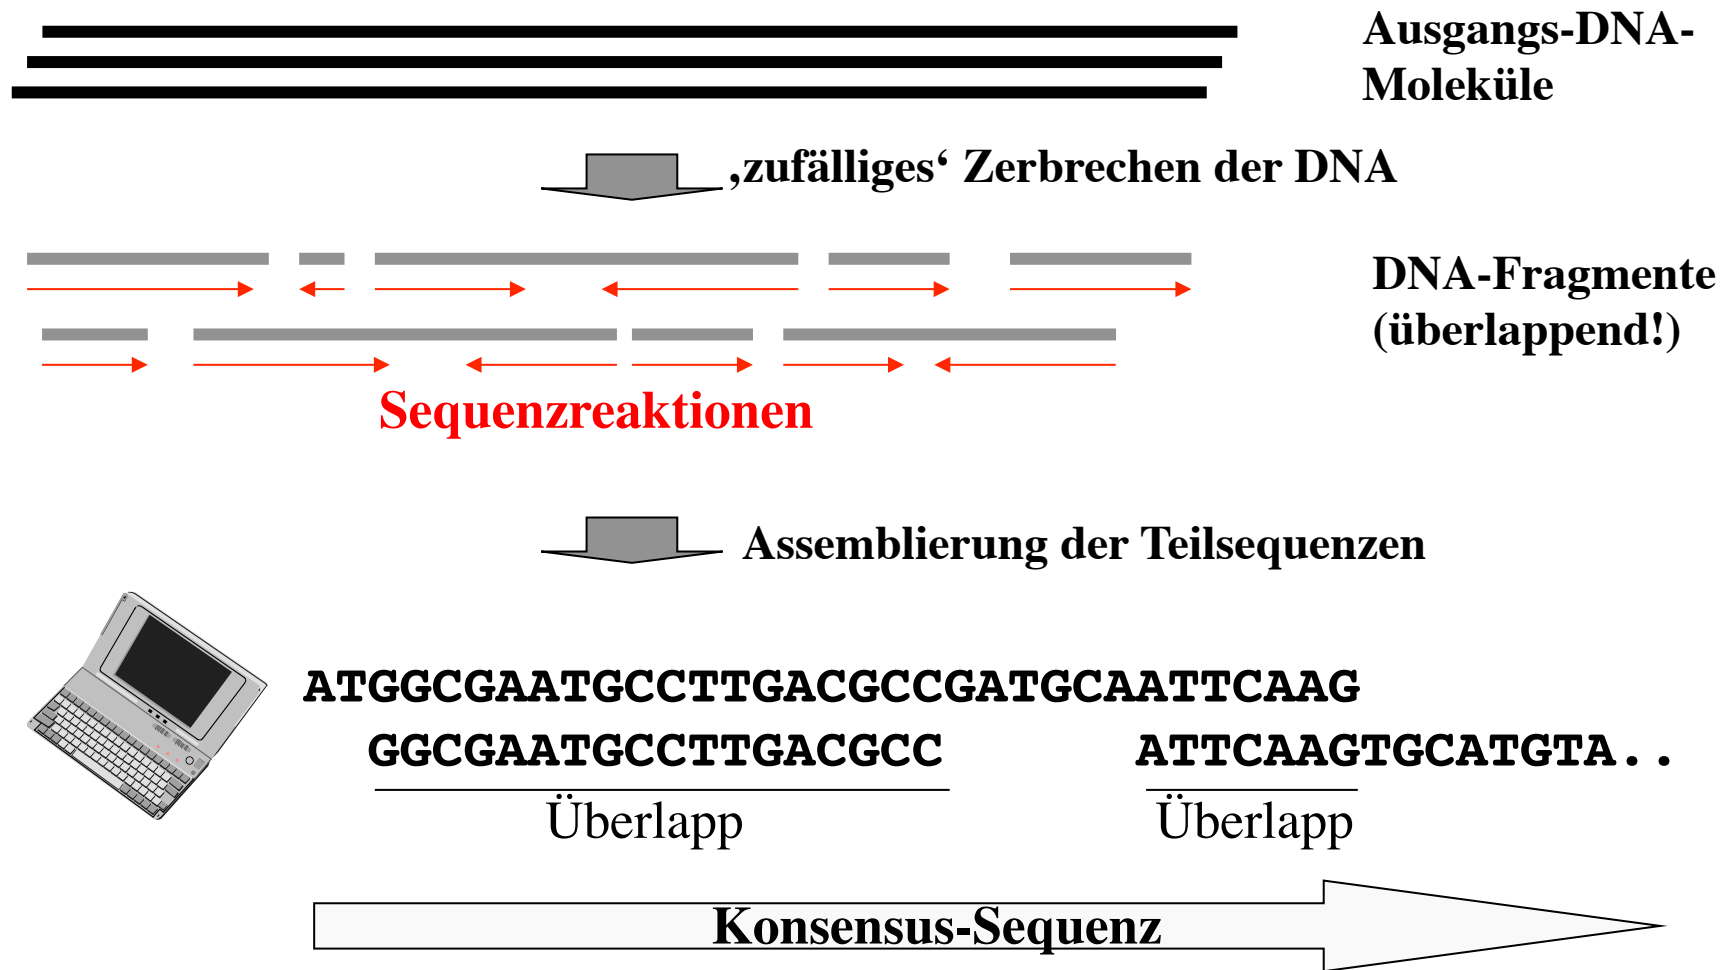 Ausgangs-DNA-
Moleküle
‚zufälliges‘ Zerbrechen der DNA
DNA-Fragmente
(überlappend!)
Sequenzreaktionen
Assemblierung der Teilsequenzen
ATGGCGAATGCCTTGACGCCGATGCAATTCAAG
GGCGAATGCCTTGACGCC ATTCAAGTGCATGTA..
Überlapp Überlapp
Konsensus-Sequenz